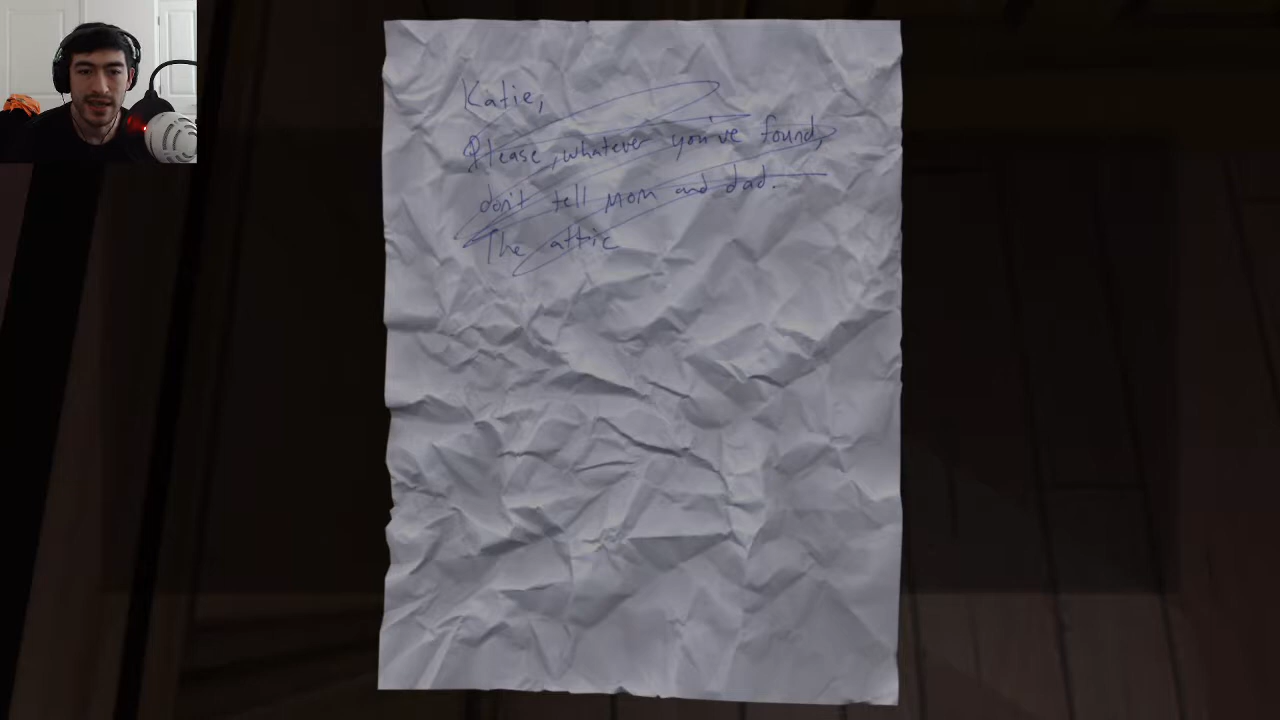 Katie,
Please, whatever you've found,
don't tell Mom and dad.
The attic